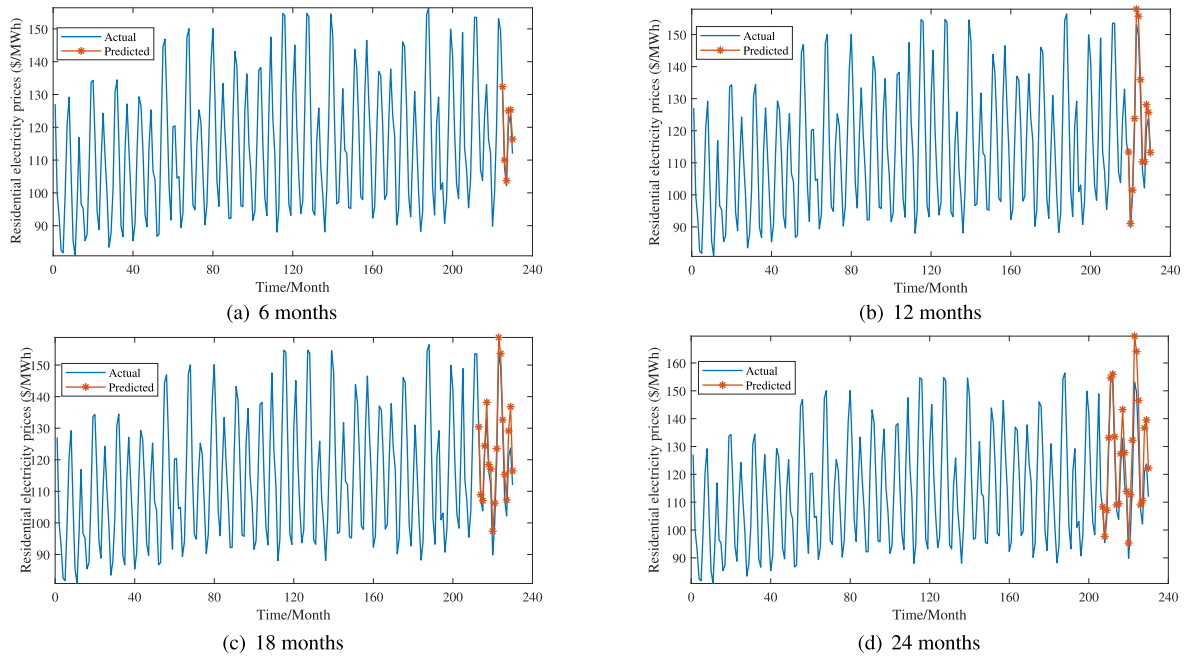 Residential electricity prices ($/MWh)
150
140
130
120
110
100
90
Actual
Predicted
0 40 80 120 160 200 240
Time/Month
(a) 6 months
Residential electricity prices ($/MWh)
150
140
130
120
110
100
90
Actual
Predicted
0 40 80 120 160 200 240
Time/Month
(b) 12 months
Residential electricity prices ($/MWh)
150
140
130
120
110
100
90
Actual
Predicted
0 40 80 120 160 200 240
Time/Month
(c) 18 months
Residential electricity prices ($/MWh)
160
150
140
130
120
110
100
90
Actual
Predicted
0 40 80 120 160 200 240
Time/Month
(d) 24 months